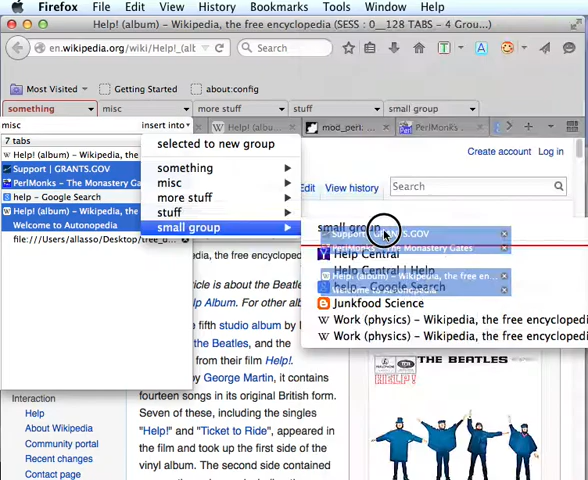 Firefox File Edit View History Bookmarks Tools Window Help
Help! (album) - Wikipedia, the free encyclopedia (SESS : 0__128 TABS - 4 Grou...)
en.wikipedia.org/wiki/Help!_(alb
Search
Most Visited Getting Started about:config
something misc more stuff stuff small group
misc insert into
Help! (album) - ... mod_perl: ... PerlMonks - T...
7 tabs
Help! (album) - Wikipedia, the...
Support | GRANTS.GOV
PerlMonks - The Monastery Ga...
help - Google Search
Help! (album) - Wikipedia, the...
Welcome to Autonopedia
file:///Users/allasso/Desktop/tree_d...
selected to new group
something
misc
more stuff
stuff
small group
Create account Log in
Edit View history Search
small group
Support | GRANTS.GOV
PerlMonks - The Monastery Gates
Help Central
Help! (album) - Wikipedia, the free en...
Help Central | Help
help - Google Search
Welcome to Autonopedia
Junkfood Science
Work (physics) - Wikipedia, the free encyclopedi
Work (physics) - Wikipedia, the free encyclopedi
article is about the Beatles
Help Album. For other
fifth studio album by
the Beatles, and
from their film Help!.
by George Martin, it contains
fourteen songs in its original British form.
Seven of these, including the singles
"Help!" and "Ticket to Ride", appeared in
the film and took up the first side of the
vinyl album. The second side contained
Interaction
Help
About Wikipedia
Community portal
Recent changes
Contact page
THE BEATLES
HELP!